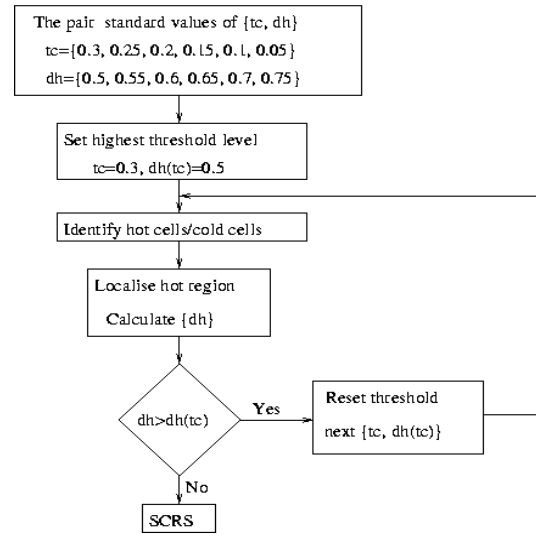 The pair standard values of {tc, dh}
tc={0.3, 0.25, 0.2, 0.15, 0.1, 0.05}
dh={0.5, 0.55, 0.6, 0.65, 0.7, 0.75}
Set highest threshold level
tc=0.3, dh(tc)=0.5
Identify hot cells/cold cells
Localise hot region
Calculate {dh}
dh>dh(tc)
Yes
Reset threshold
next {tc, dh(tc)}
No
SCRS